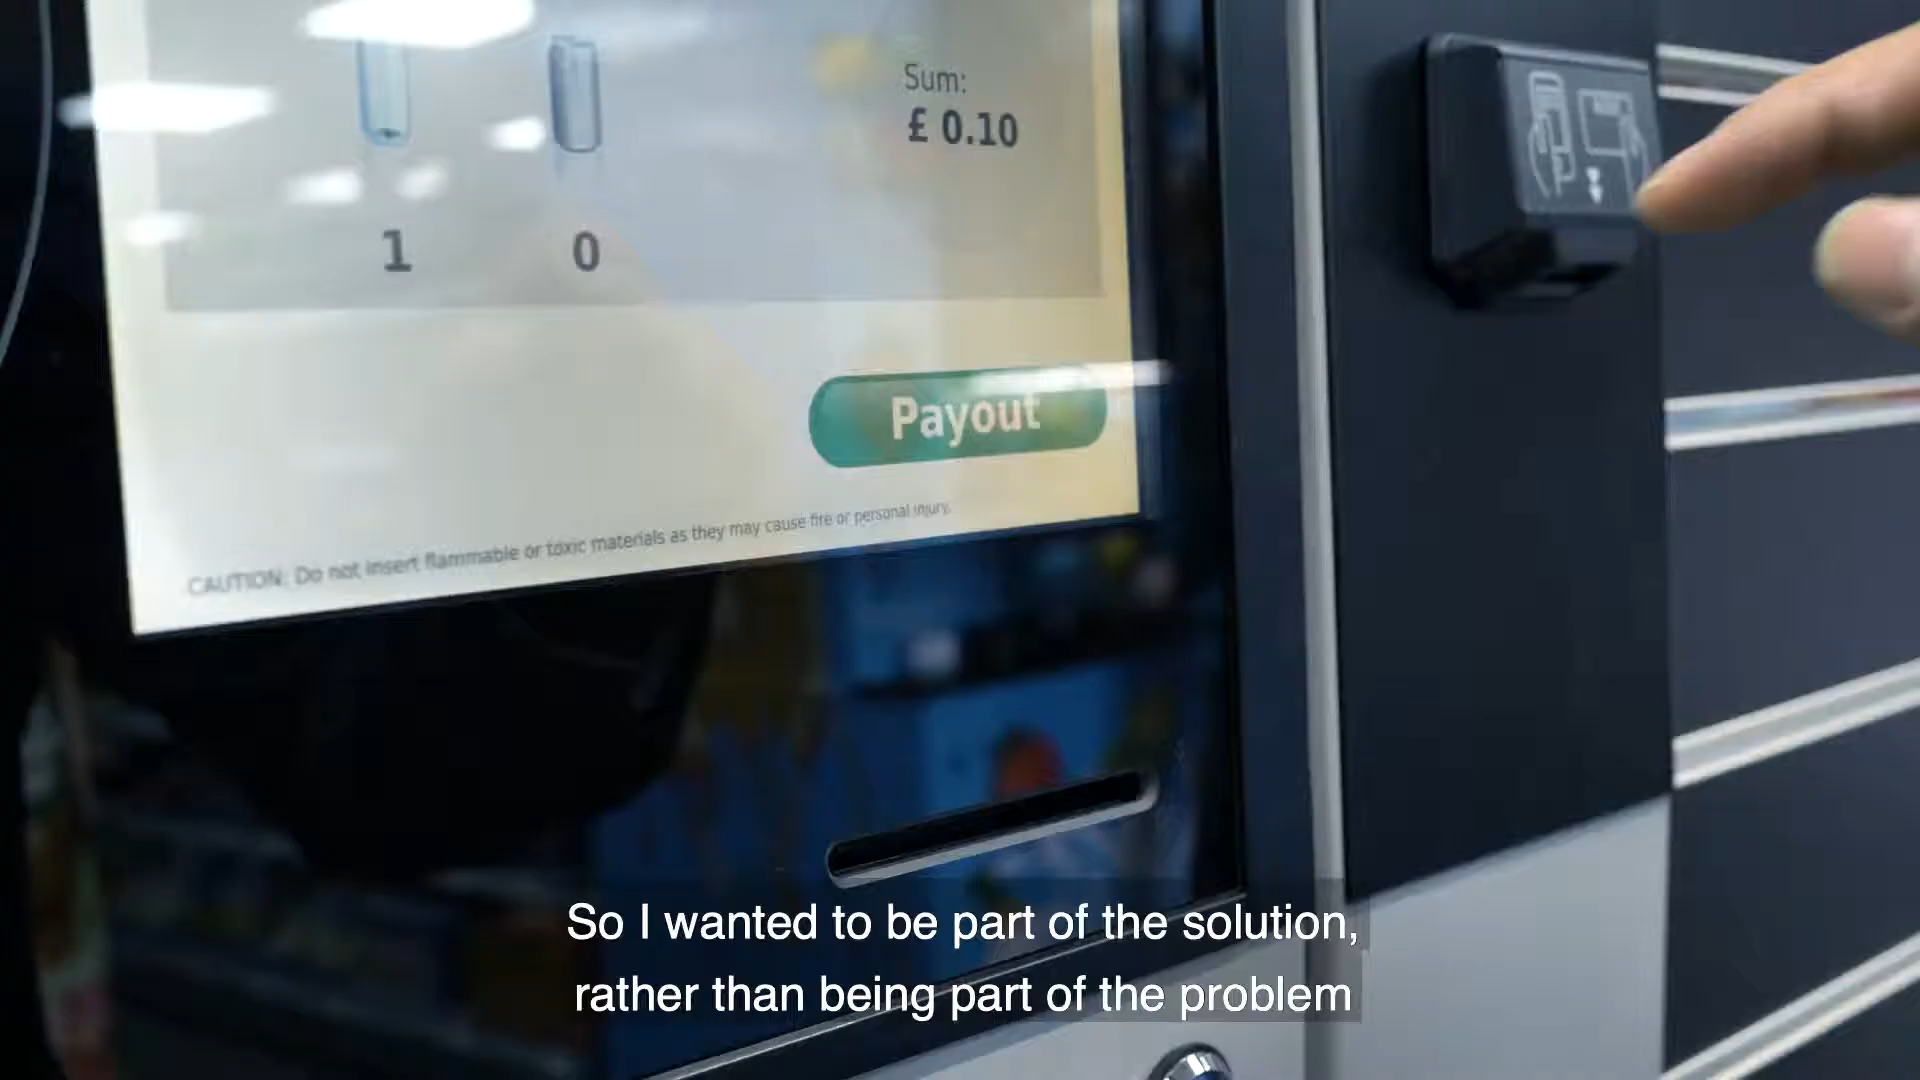 Sum:
£ 0.10
1 0
Payout
CAUTION: Do not insert flammable or toxic materials as they may cause fire or personal injury.
So I wanted to be part of the solution,
rather than being part of the problem